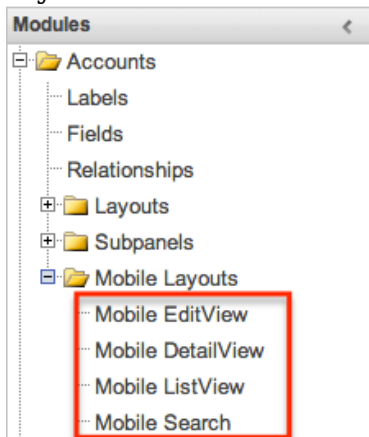 Modules
Accounts
Labels
Fields
Relationships
Layouts
Subpanels
Mobile Layouts
Mobile EditView
Mobile DetailView
Mobile ListView
Mobile Search